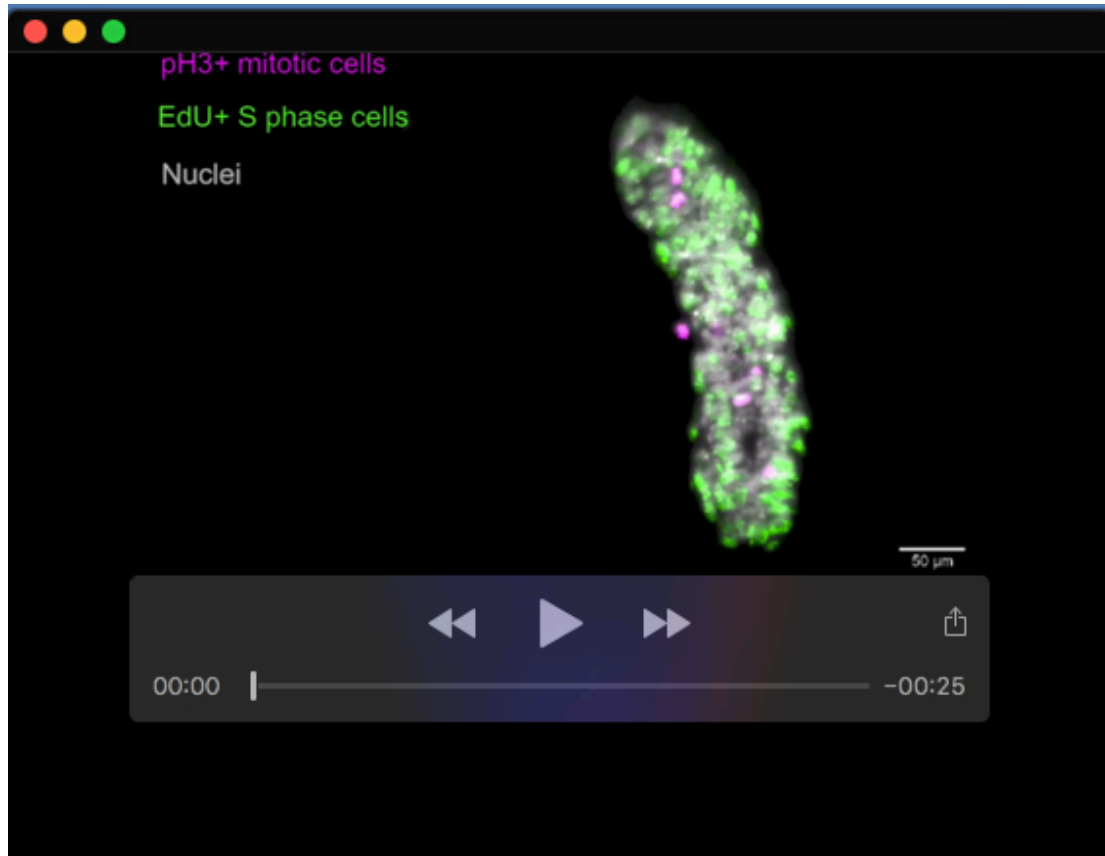 pH3+ mitotic cells
EdU+ S phase cells
Nuclei
50 µm
00:00
-00:25